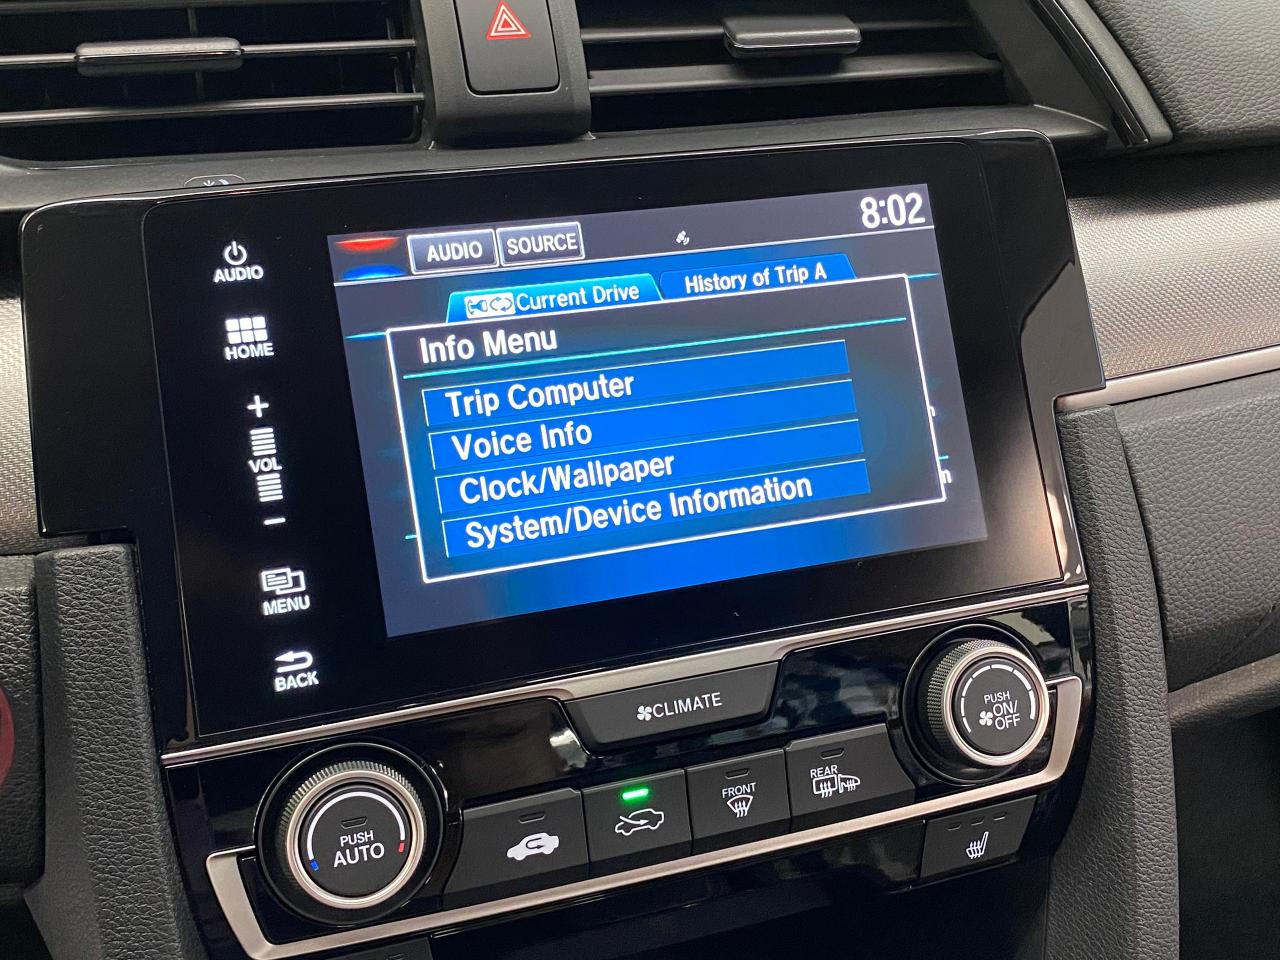 8:02
AUDIO SOURCE
AUDIO
Current Drive
History of Trip A
HOME
Info Menu
Trip Computer
Voice Info
Clock/Wallpaper
System/Device Information
+
VOL
−
MENU
BACK
CLIMATE
PUSH
ON/
OFF
PUSH
AUTO
FRONT
REAR